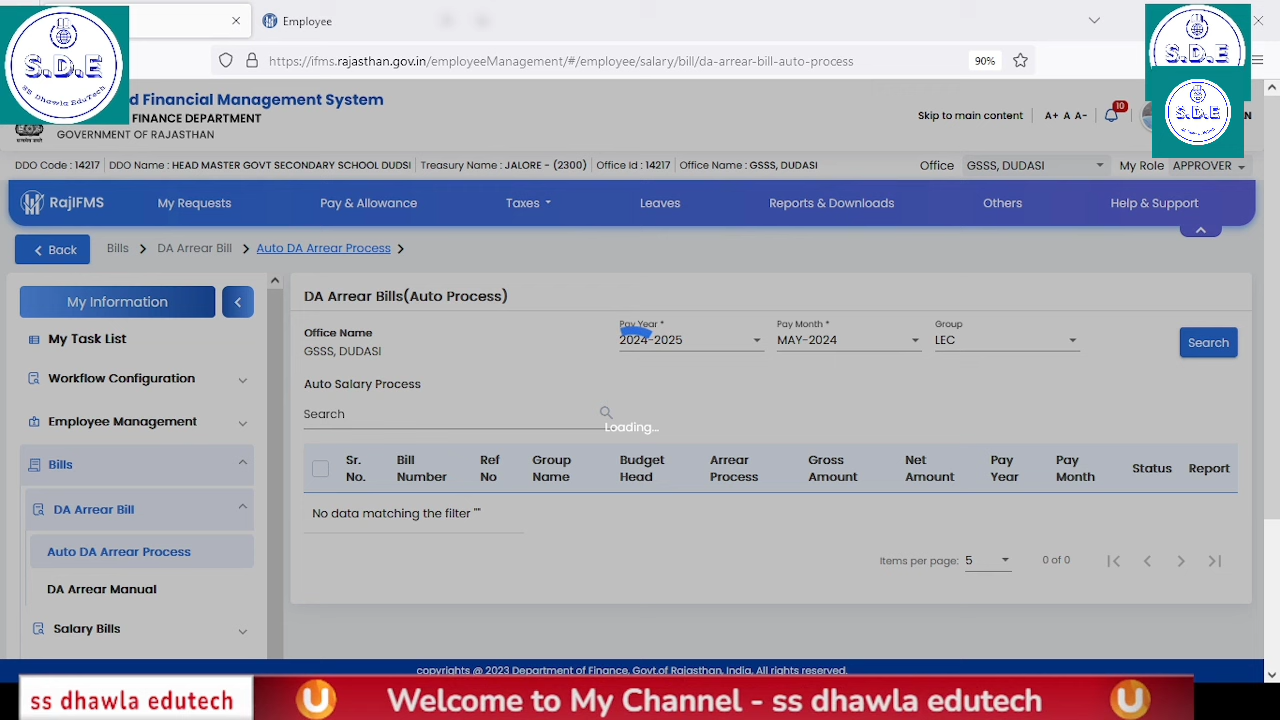 Employee
https://ifms.rajasthan.gov.in/employeeManagement/#/employee/salary/bill/da-arrear-bill-auto-process
90%
S.D.E
SS Dhawla EduTech
S.D.E
S.D.E
d Financial Management System
FINANCE DEPARTMENT
GOVERNMENT OF RAJASTHAN
Skip to main content
A+ A A-
10
N
DDO Code : 14217
DDO Name : HEAD MASTER GOVT SECONDARY SCHOOL DUDSI
Treasury Name : JALORE - (2300)
Office Id : 14217
Office Name : GSSS, DUDASI
Office GSSS, DUDASI
My Role APPROVER
RajIFMS
My Requests
Pay & Allowance
Taxes
Leaves
Reports & Downloads
Others
Help & Support
Back
Bills
DA Arrear Bill
Auto DA Arrear Process
My Information
My Task List
Workflow Configuration
Employee Management
Bills
DA Arrear Bill
Auto DA Arrear Process
DA Arrear Manual
Salary Bills
DA Arrear Bills(Auto Process)
Office Name
GSSS, DUDASI
Pay Year *
2024-2025
Pay Month *
MAY-2024
Group
LEC
Search
Auto Salary Process
Search
Loading...
Sr. No.
Bill Number
Ref No
Group Name
Budget Head
Arrear Process
Gross Amount
Net Amount
Pay Year
Pay Month
Status
Report
No data matching the filter ""
Items per page: 5
0 of 0
copyrights @ 2023 Department of Finance, Govt.of Rajasthan, India, All rights reserved.
ss dhawla edutech
Welcome to My Channel - ss dhawla edutech